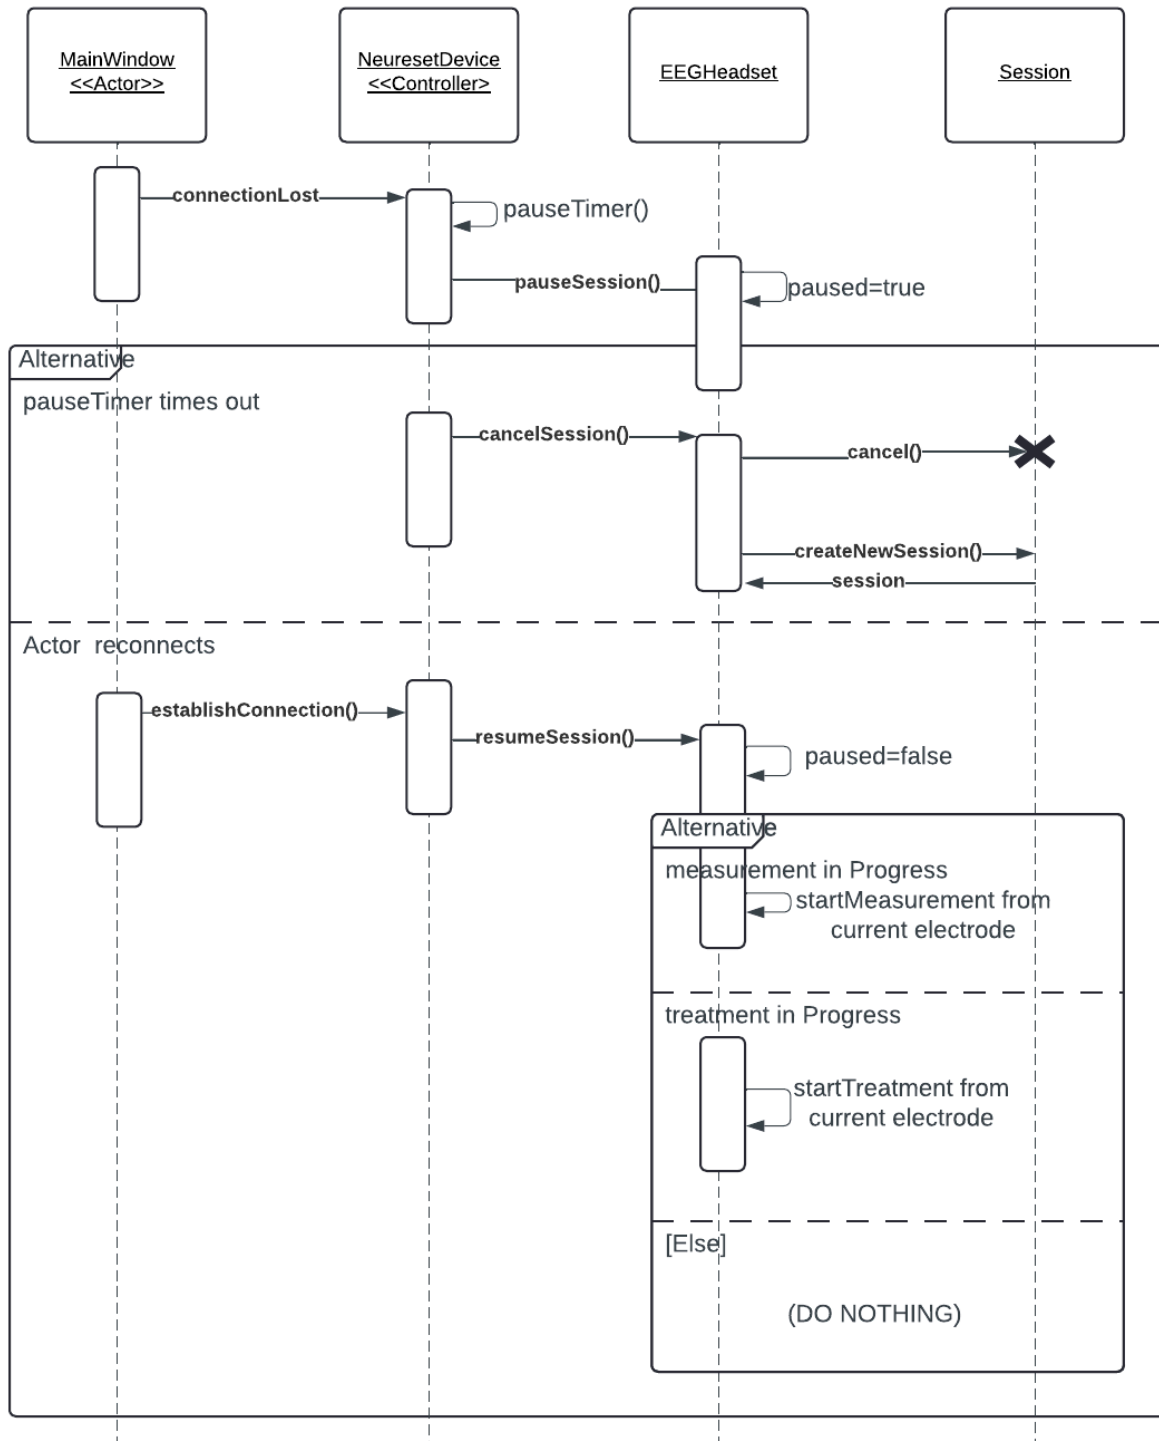 MainWindow
<<Actor>>
NeuresetDevice
<<Controller>
EEGHeadset
Session
connectionLost
pauseTimer()
pauseSession()
paused=true
Alternative
pauseTimer times out
cancelSession()
cancel()
createNewSession()
session
Actor reconnects
establishConnection()
resumeSession()
paused=false
Alternative
measurement in Progress
startMeasurement from
current electrode
treatment in Progress
startTreatment from
current electrode
[Else]
(DO NOTHING)